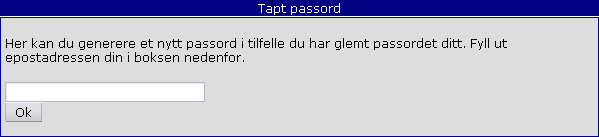 Tapt passord
Her kan du generere et nytt passord i tilfelle du har glemt passordet ditt. Fyll ut
epostadressen din i boksen nedenfor.
Ok